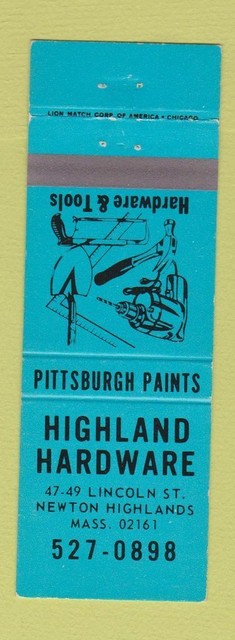 LION MATCH CORP. OF AMERICA • CHICAGO
Hardware & Tools
PITTSBURGH PAINTS
HIGHLAND
HARDWARE
47-49 LINCOLN ST.
NEWTON HIGHLANDS
MASS. 02161
527-0898